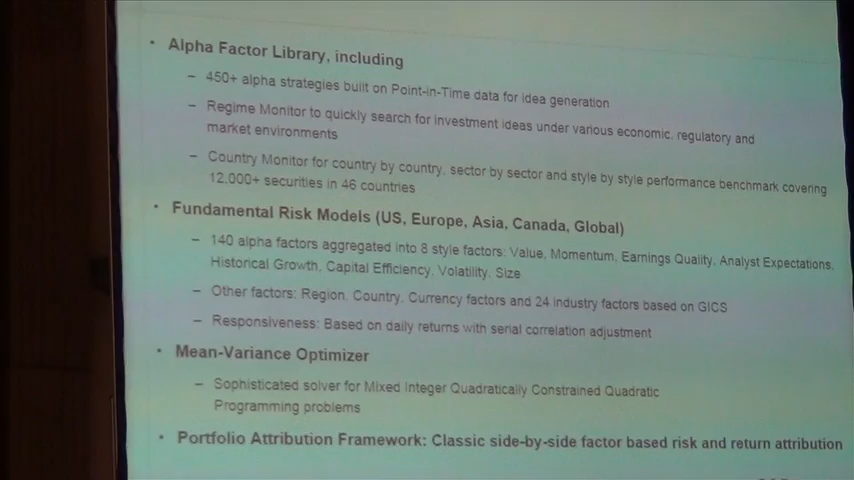 • Alpha Factor Library, including
– 450+ alpha strategies built on Point-in-Time data for idea generation
– Regime Monitor to quickly search for investment ideas under various economic, regulatory and
market environments
– Country Monitor for country by country, sector by sector and style by style performance benchmark covering
12,000+ securities in 46 countries
• Fundamental Risk Models (US, Europe, Asia, Canada, Global)
– 140 alpha factors aggregated into 8 style factors: Value, Momentum, Earnings Quality, Analyst Expectations,
Historical Growth, Capital Efficiency, Volatility, Size
– Other factors: Region, Country, Currency factors and 24 industry factors based on GICS
– Responsiveness: Based on daily returns with serial correlation adjustment
• Mean-Variance Optimizer
– Sophisticated solver for Mixed Integer Quadratically Constrained Quadratic
Programming problems
• Portfolio Attribution Framework: Classic side-by-side factor based risk and return attribution